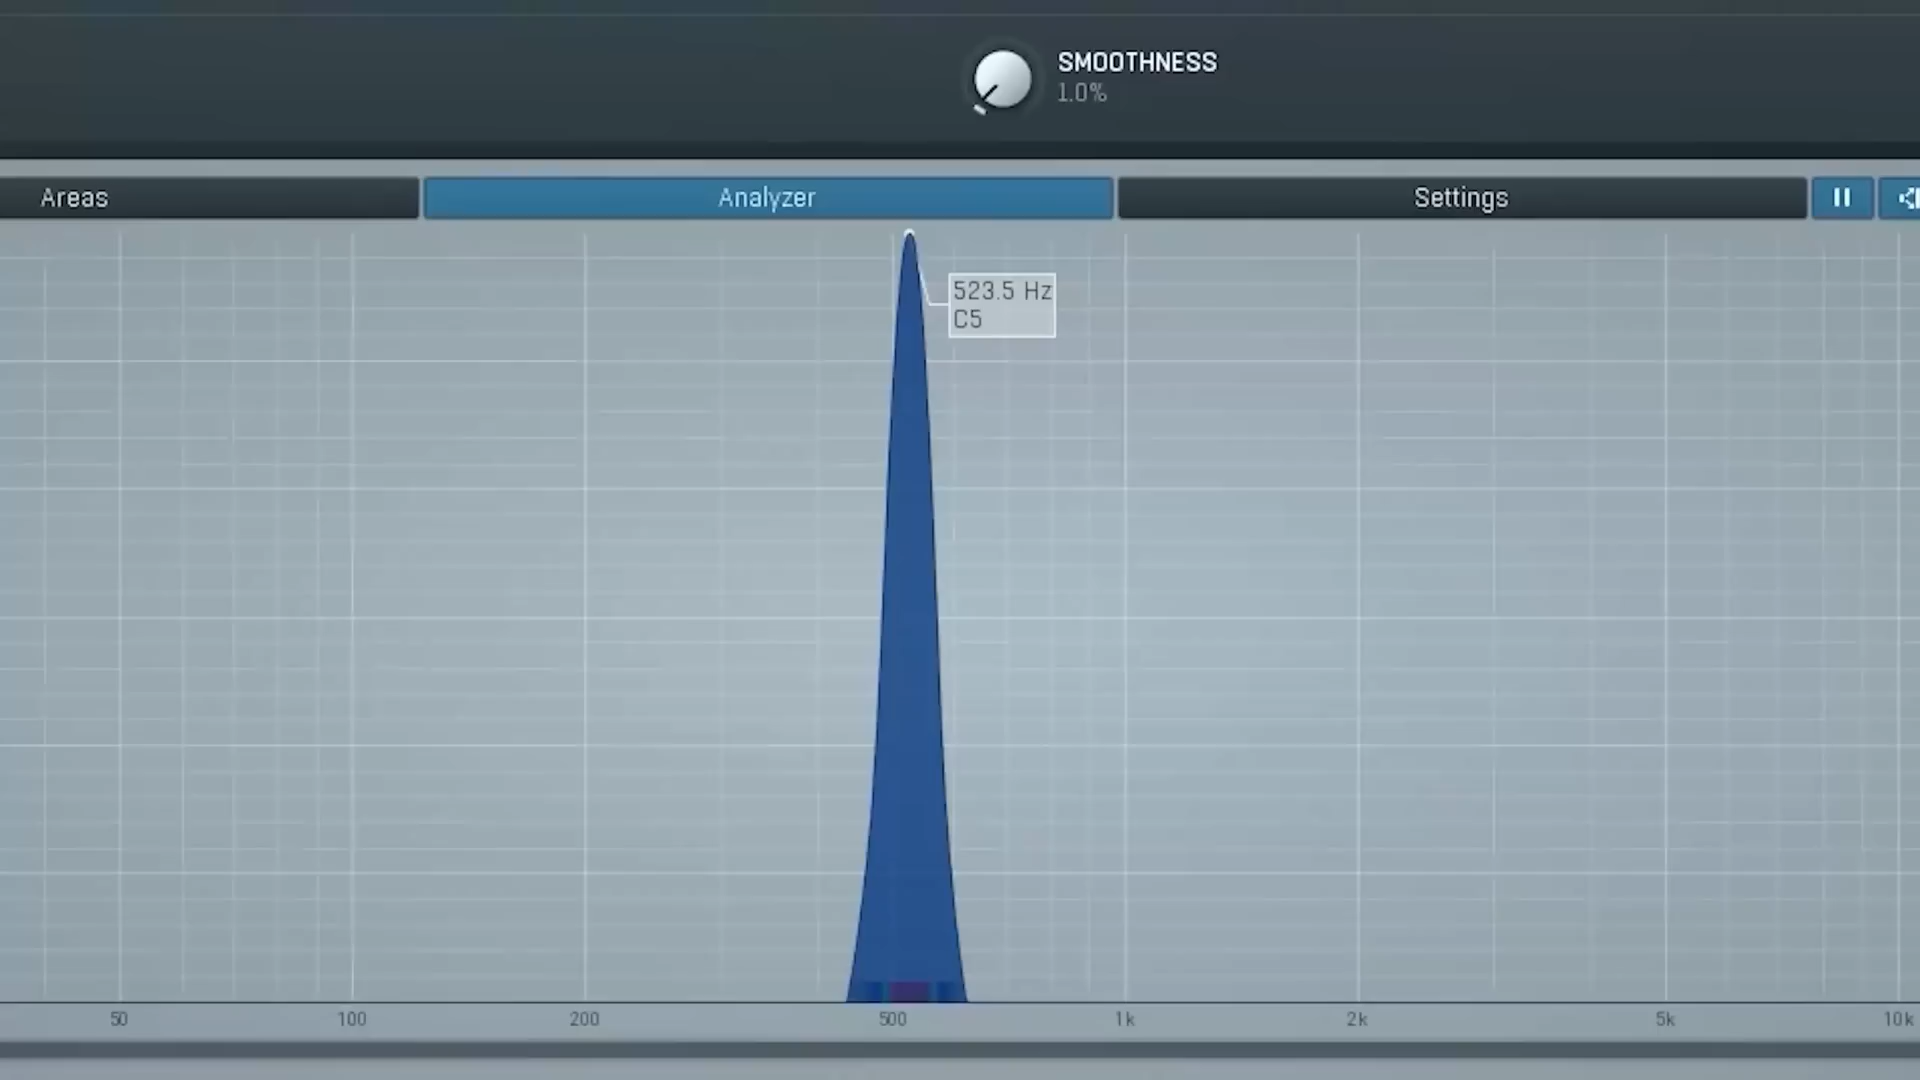 SMOOTHNESS
1.0%
Areas
Analyzer
Settings
523.5 Hz
C5
50
100
200
500
1k
2k
5k
10k